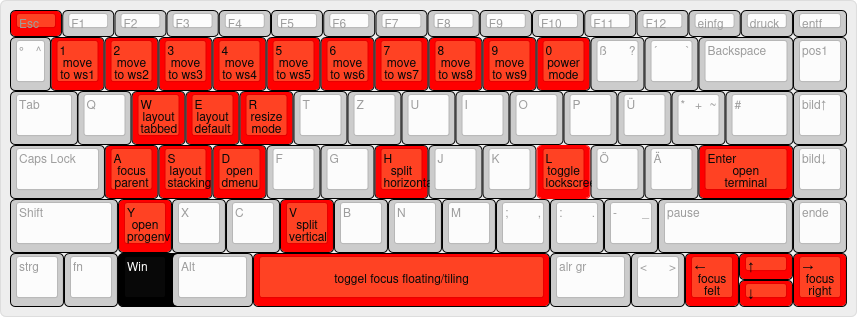 Esc F1 F2 F3 F4 F5 F6 F7 F8 F9 F10 F11 F12 einfg druck entf
° ^ 1 move to ws1 2 move to ws2 3 move to ws3 4 move to ws4 5 move to ws5 6 move to ws6 7 move to ws7 8 move to ws8 9 move to ws9 0 power mode ß ? ´ ` Backspace pos1
Tab Q W layout tabbed E layout default R resize mode T Z U I O P Ü * + ~ # bild↑
Caps Lock A focus parent S layout stacking D open dmenu F G H split horizonta J K L toggle lockscree Ö Ä Enter open terminal bild↓
Shift Y open progenv X C V split vertical B N M ; , : . - _ pause ende
strg fn Win Alt toggel focus floating/tiling alr gr < > ← focus felt ↑ ↓ → focus right